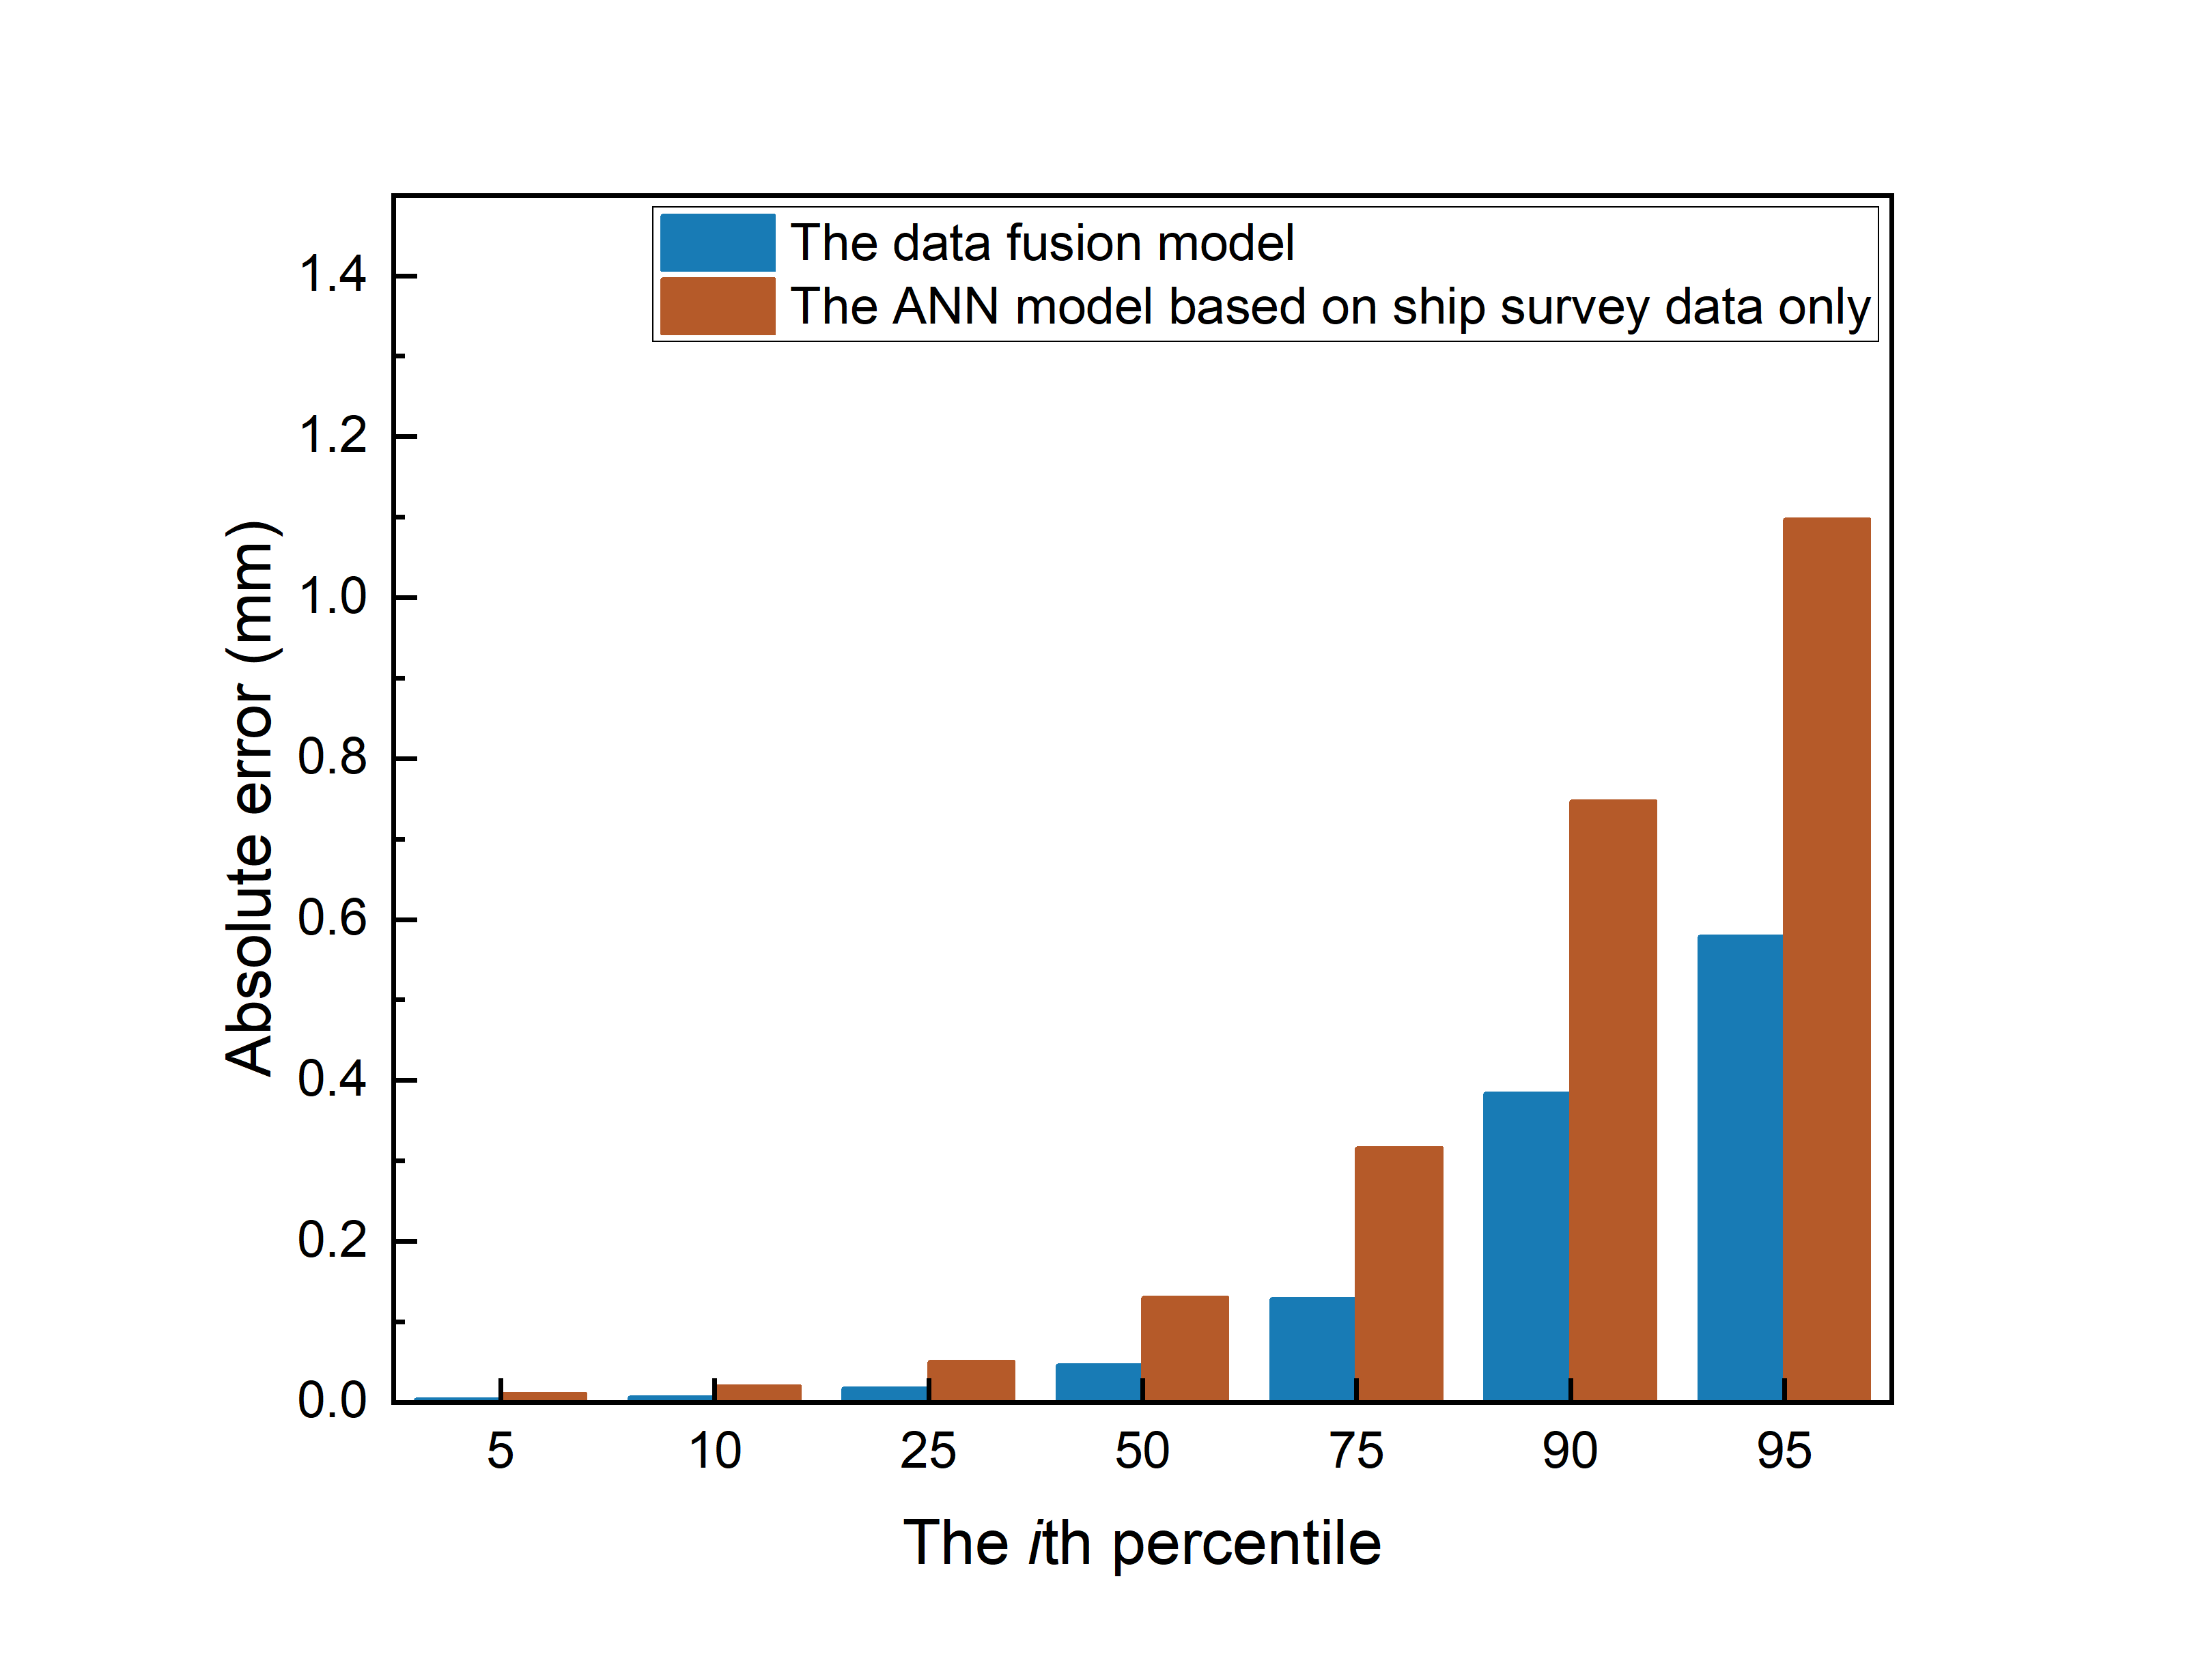 The data fusion model
The ANN model based on ship survey data only
1.4
1.2
1.0
0.8
0.6
0.4
0.2
0.0
Absolute error (mm)
5 10 25 50 75 90 95
The ith percentile